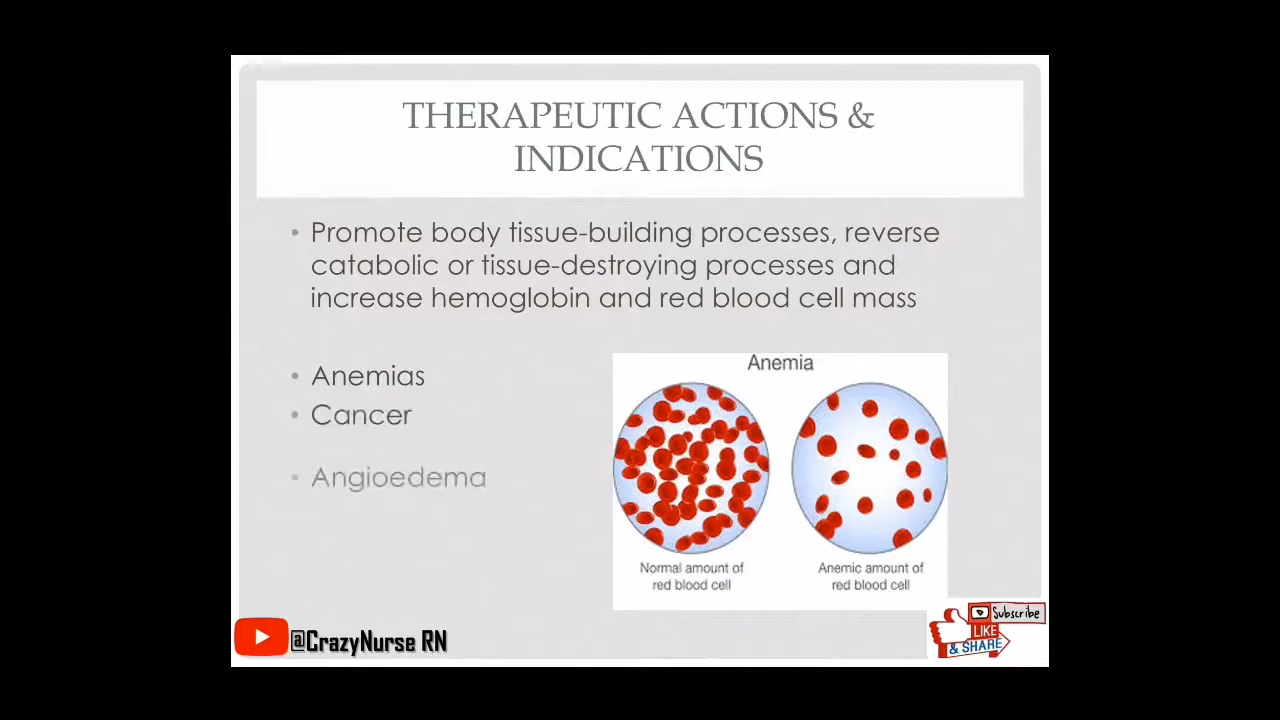 THERAPEUTIC ACTIONS &
INDICATIONS
• Promote body tissue-building processes, reverse
catabolic or tissue-destroying processes and
increase hemoglobin and red blood cell mass
• Anemias
• Cancer
• Angioedema
Anemia
Normal amount of
red blood cell
Anemic amount of
red blood cell
@CrazyNurse RN
Subscribe
LIKE
& SHARE